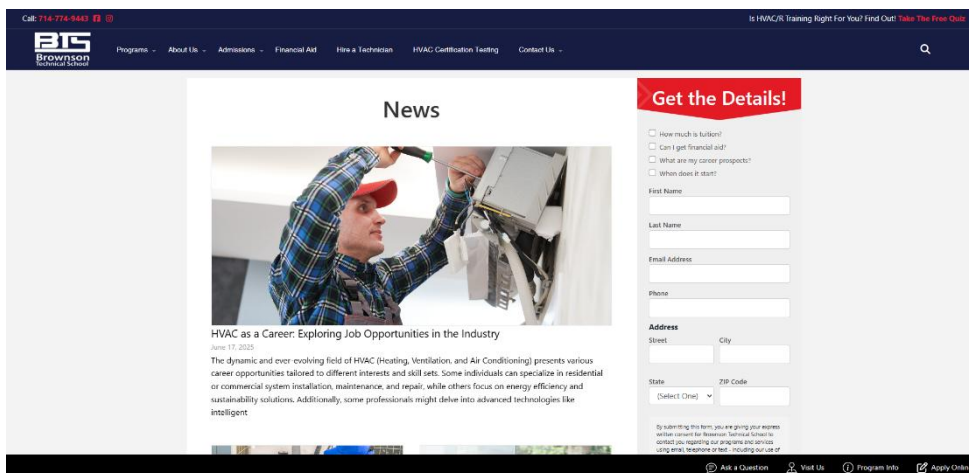 Call: 714-774-9443
Is HVAC/R Training Right For You? Find Out! Take The Free Quiz
BTS
Brownson
Technical School
Programs
About Us
Admissions
Financial Aid
Hire a Technician
HVAC Certification Testing
Contact Us
News
HVAC as a Career: Exploring Job Opportunities in the Industry
June 17, 2025
The dynamic and ever-evolving field of HVAC (Heating, Ventilation, and Air Conditioning) presents various
career opportunities tailored to different interests and skill sets. Some individuals can specialize in residential
or commercial system installation, maintenance, and repair, while others focus on energy efficiency and
sustainability solutions. Additionally, some professionals might delve into advanced technologies like
intelligent
Get the Details!
How much is tuition?
Can I get financial aid?
What are my career prospects?
When does it start?
First Name
Last Name
Email Address
Phone
Address
Street
City
State
ZIP Code
(Select One)
By submitting this form, you are giving your express
written consent for Brownson Technical School to
contact you regarding our programs and services
using email, telephone or text - including our use of
Ask a Question
Visit Us
Program Info
Apply Onlin